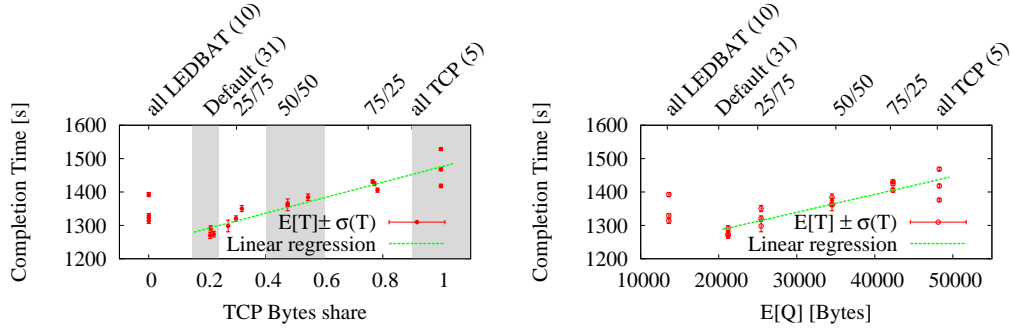 all LEDBAT (10)
Default (31)
25/75
50/50
75/25
all TCP (5)
Completion Time [s]
1600
1500
1400
1300
1200
E[T]± σ(T)
Linear regression
0 0.2 0.4 0.6 0.8 1
TCP Bytes share
all LEDBAT (10)
Default (31)
25/75
50/50
75/25
all TCP (5)
Completion Time [s]
1600
1500
1400
1300
1200
E[T]± σ(T)
Linear regression
10000 20000 30000 40000 50000
E[Q] [Bytes]